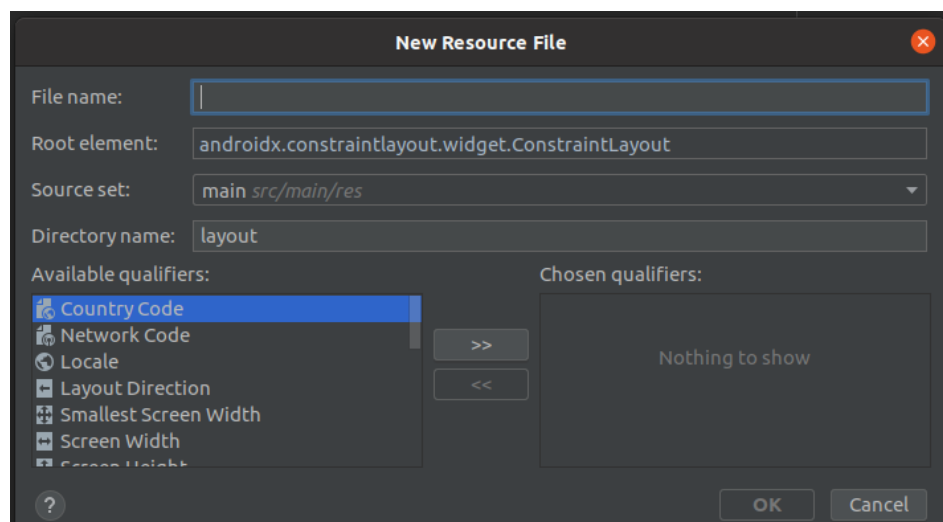 New Resource File
File name:
Root element: androidx.constraintlayout.widget.ConstraintLayout
Source set: main src/main/res
Directory name: layout
Available qualifiers: Chosen qualifiers:
Country Code
Network Code
>>
Locale
Nothing to show
Layout Direction
<<
Smallest Screen Width
Screen Width
Screen Height
? OK Cancel